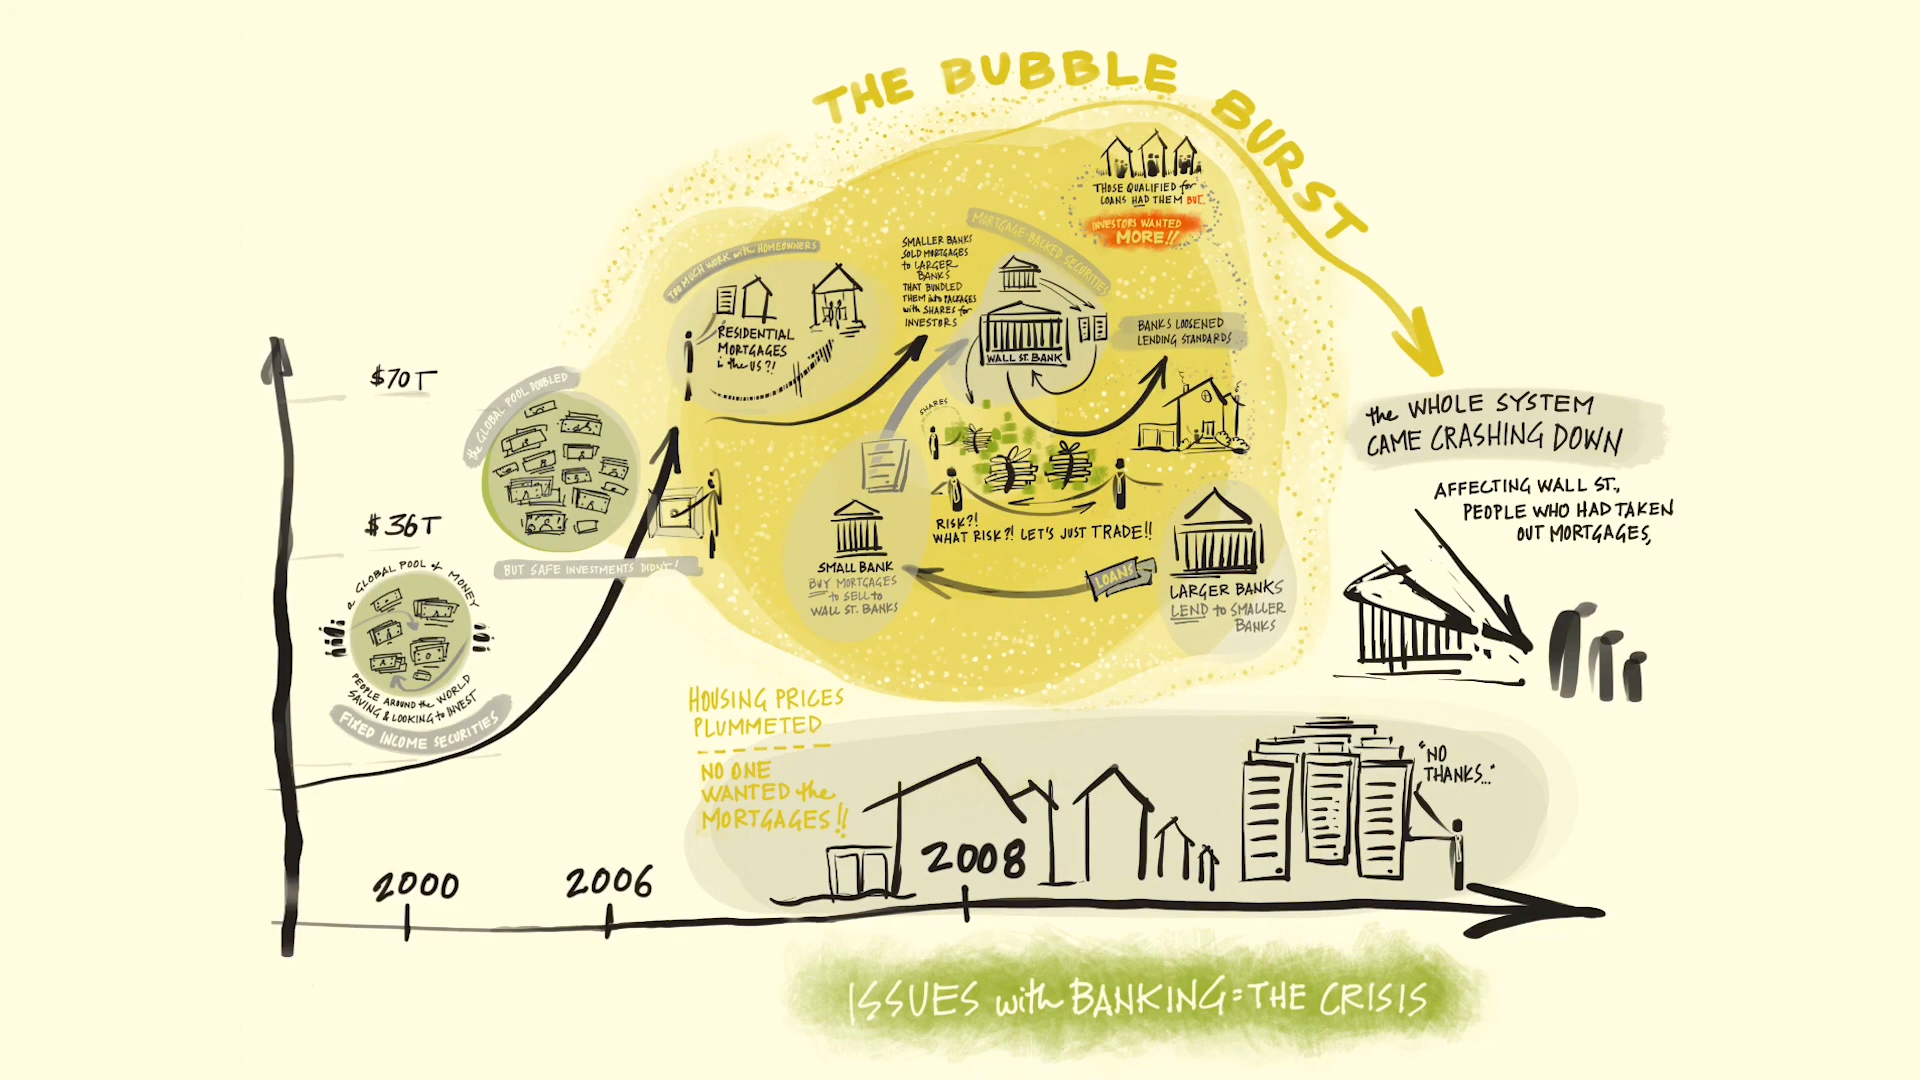 THE BUBBLE BURST
THOSE QUALIFIED for
LOANS HAD THEM BUT
INVESTORS WANTED
MORE!!
TOO MUCH WORK with HOMEOWNERS
RESIDENTIAL
MORTGAGES
in the US?!
SMALLER BANKS
SOLD MORTGAGES
to LARGER
BANKS
THAT BUNDLED
THEM into PACKAGES
with SHARES for
INVESTORS
MORTGAGE-BACKED SECURITIES
WALL ST. BANK
BANKS LOOSENED
LENDING STANDARDS
SHARES
RISK?!
WHAT RISK?! LET'S JUST TRADE!!
SMALL BANK
BUY MORTGAGES
to SELL to
WALL ST. BANKS
LOANS
LARGER BANKS
LEND to SMALLER
BANKS
$70T
the GLOBAL POOL DOUBLED
$36T
BUT SAFE INVESTMENTS DIDN'T!
a GLOBAL POOL of MONEY
PEOPLE AROUND the WORLD
SAVING & LOOKING to INVEST
FIXED INCOME SECURITIES
the WHOLE SYSTEM
CAME CRASHING DOWN
AFFECTING WALL ST.,
PEOPLE WHO HAD TAKEN
OUT MORTGAGES,
HOUSING PRICES
PLUMMETED
NO ONE
WANTED the
MORTGAGES!!
"NO
THANKS..."
2000
2006
2008
ISSUES with BANKING = THE CRISIS